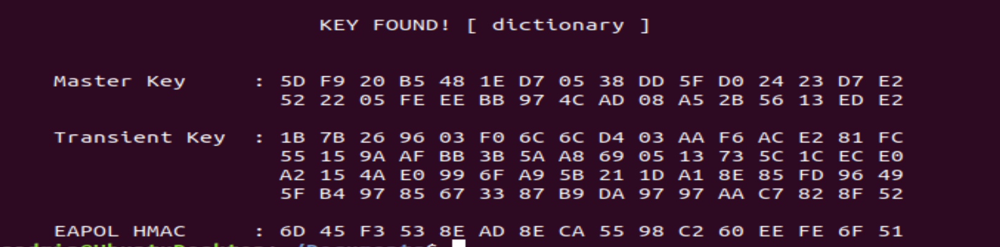 KEY FOUND! [ dictionary ]
Master Key : 5D F9 20 B5 48 1E D7 05 38 DD 5F D0 24 23 D7 E2
52 22 05 FE EE BB 97 4C AD 08 A5 2B 56 13 ED E2
Transient Key : 1B 7B 26 96 03 F0 6C 6C D4 03 AA F6 AC E2 81 FC
55 15 9A AF BB 3B 5A A8 69 05 13 73 5C 1C EC E0
A2 15 4A E0 99 6F A9 5B 21 1D A1 8E 85 FD 96 49
5F B4 97 85 67 33 87 B9 DA 97 97 AA C7 82 8F 52
EAPOL HMAC : 6D 45 F3 53 8E AD 8E CA 55 98 C2 60 EE FE 6F 51